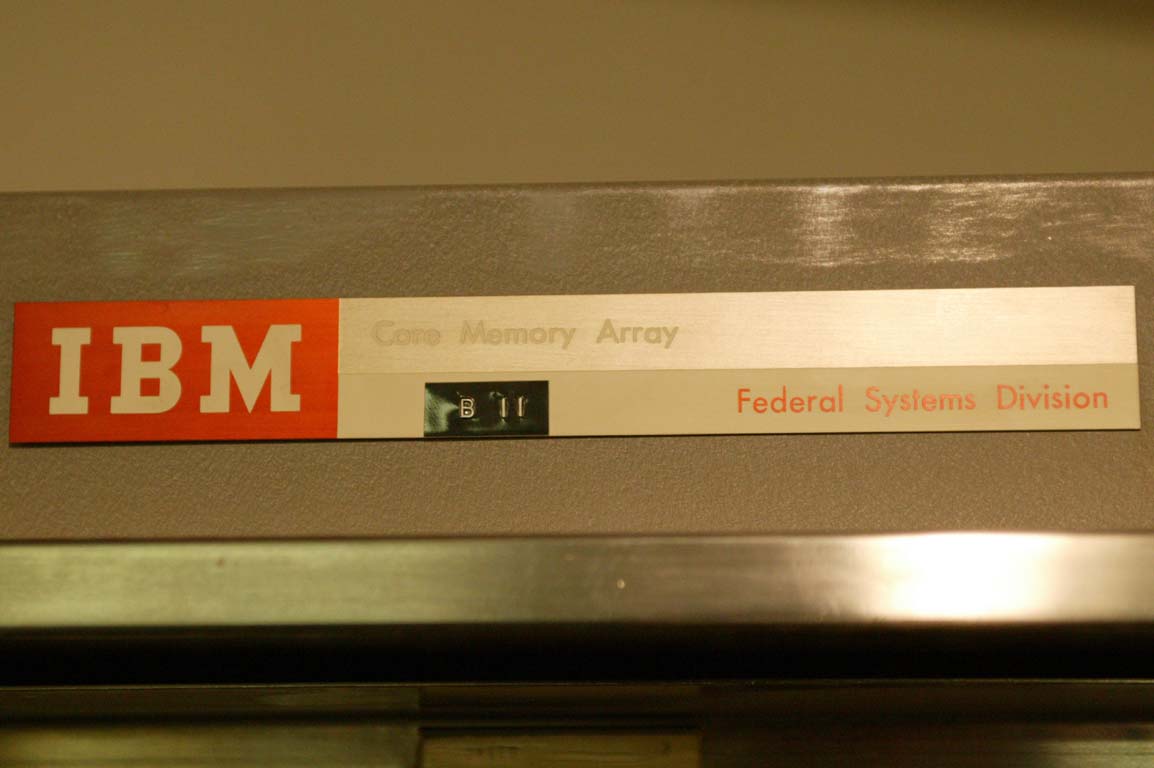 IBM
Core Memory Array
B 11
Federal Systems Division